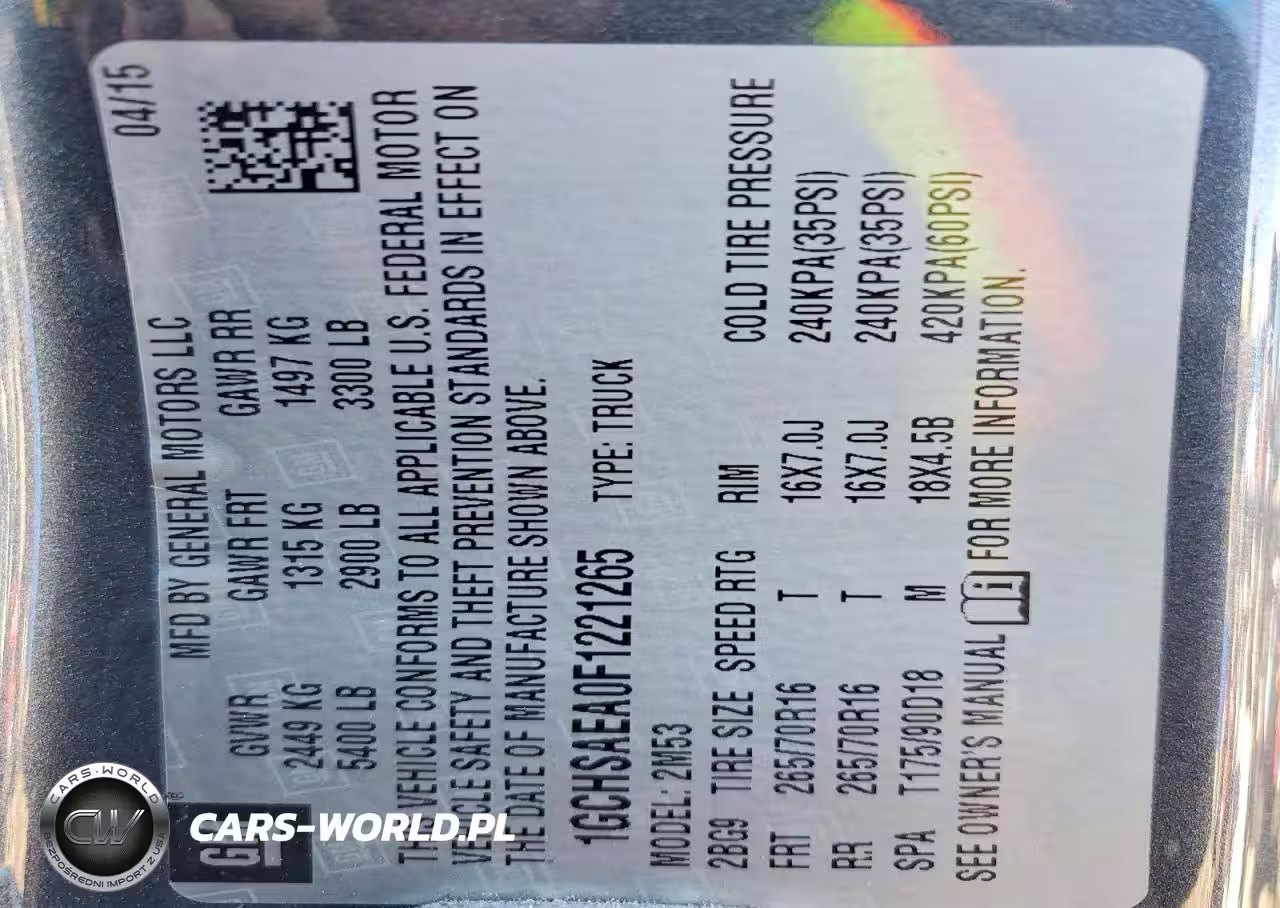 MFD BY GENERAL MOTORS LLC 04/15
GVWR GAWR FRT GAWR RR
2449 KG 1315 KG 1497 KG
5400 LB 2900 LB 3300 LB
VEHICLE CONFORMS TO ALL APPLICABLE U.S. FEDERAL MOTOR
VEHICLE SAFETY AND THEFT PREVENTION STANDARDS IN EFFECT ON
THE DATE OF MANUFACTURE SHOWN ABOVE.
1GCHSAEA0F1221265 TYPE: TRUCK
MODEL: 2M53
2BG9 TIRE SIZE SPEED RTG RIM COLD TIRE PRESSURE
FRT 265/70R16 T 16X7.0J 240KPA(35PSI)
RR 265/70R16 T 16X7.0J 240KPA(35PSI)
SPA T175/90D18 M 18X4.5B 420KPA(60PSI)
SEE OWNER'S MANUAL i FOR MORE INFORMATION.
CARS-WORLD
CW
BEZPOŚREDNI IMPORT Z USA
CARS-WORLD.PL